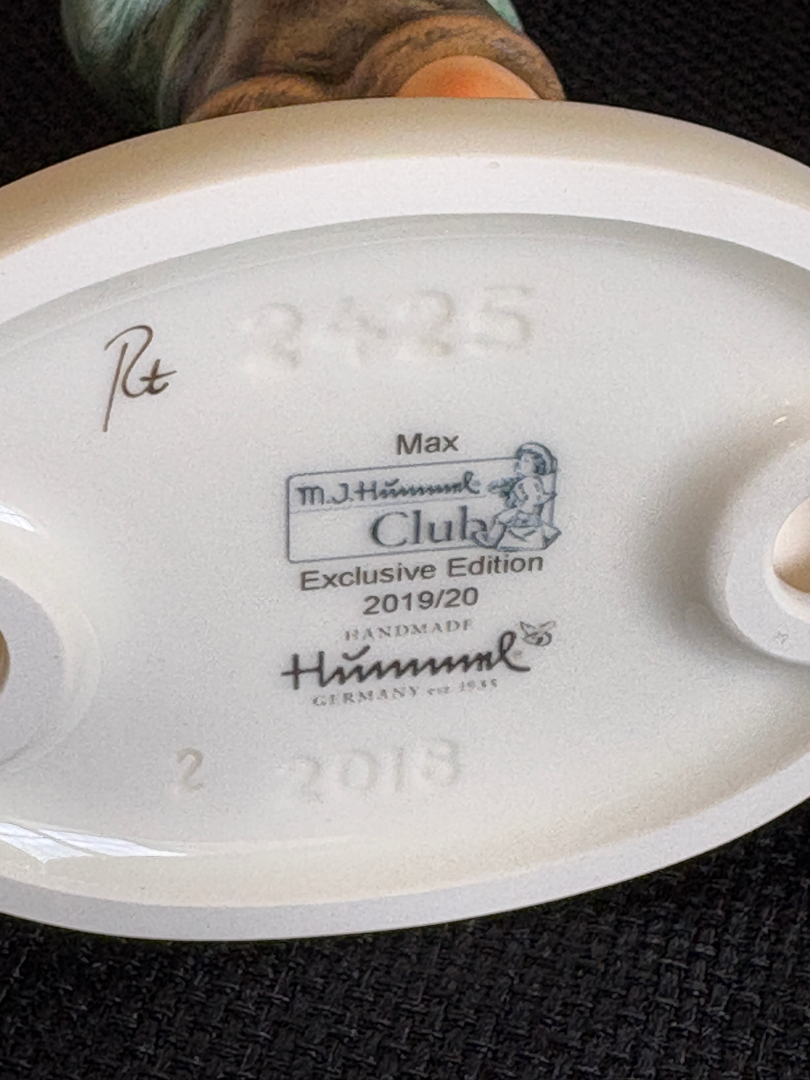 2425
Rt
Max
M.J.Hummel
Club
Exclusive Edition
2019/20
HANDMADE
Hummel
GERMANY est. 1935
2 2018